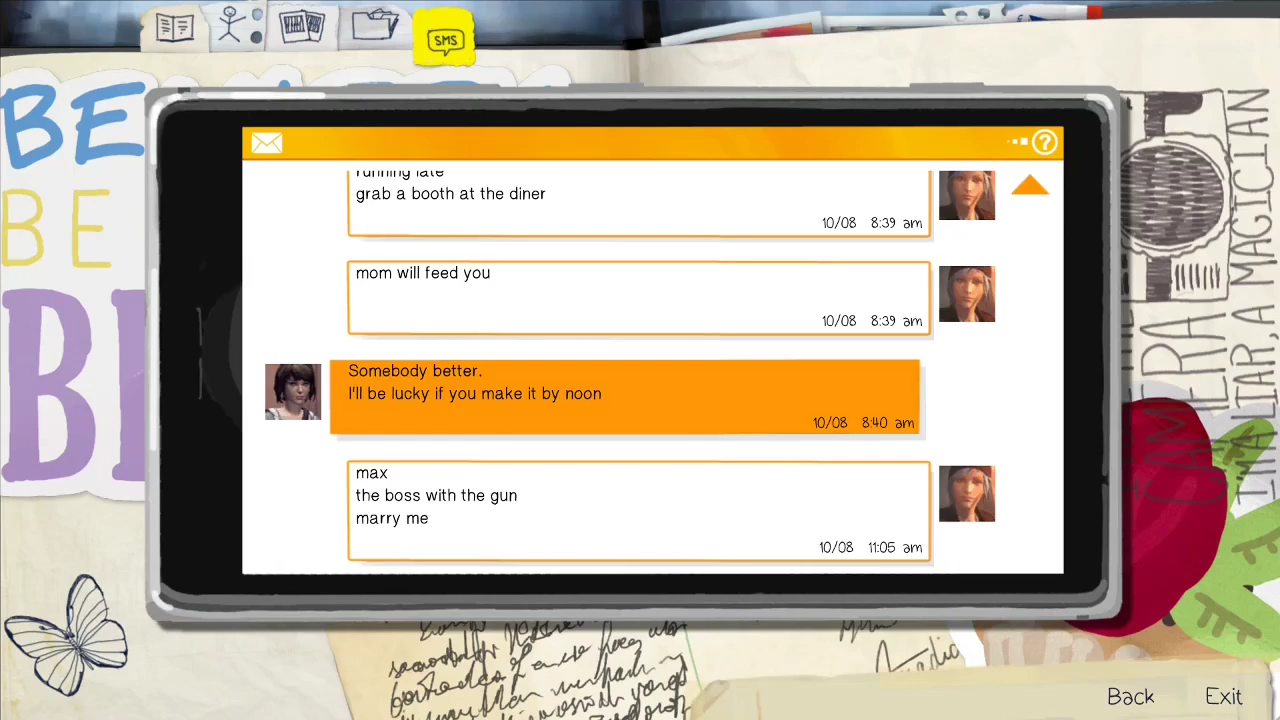 SMS
BE
BE
running late
grab a booth at the diner
10/08 8:39 am
mom will feed you
10/08 8:39 am
Somebody better.
I'll be lucky if you make it by noon
10/08 8:40 am
max
the boss with the gun
marry me
10/08 11:05 am
CAMERA
I'M A LIAR, A MAGICIAN
Back
Exit